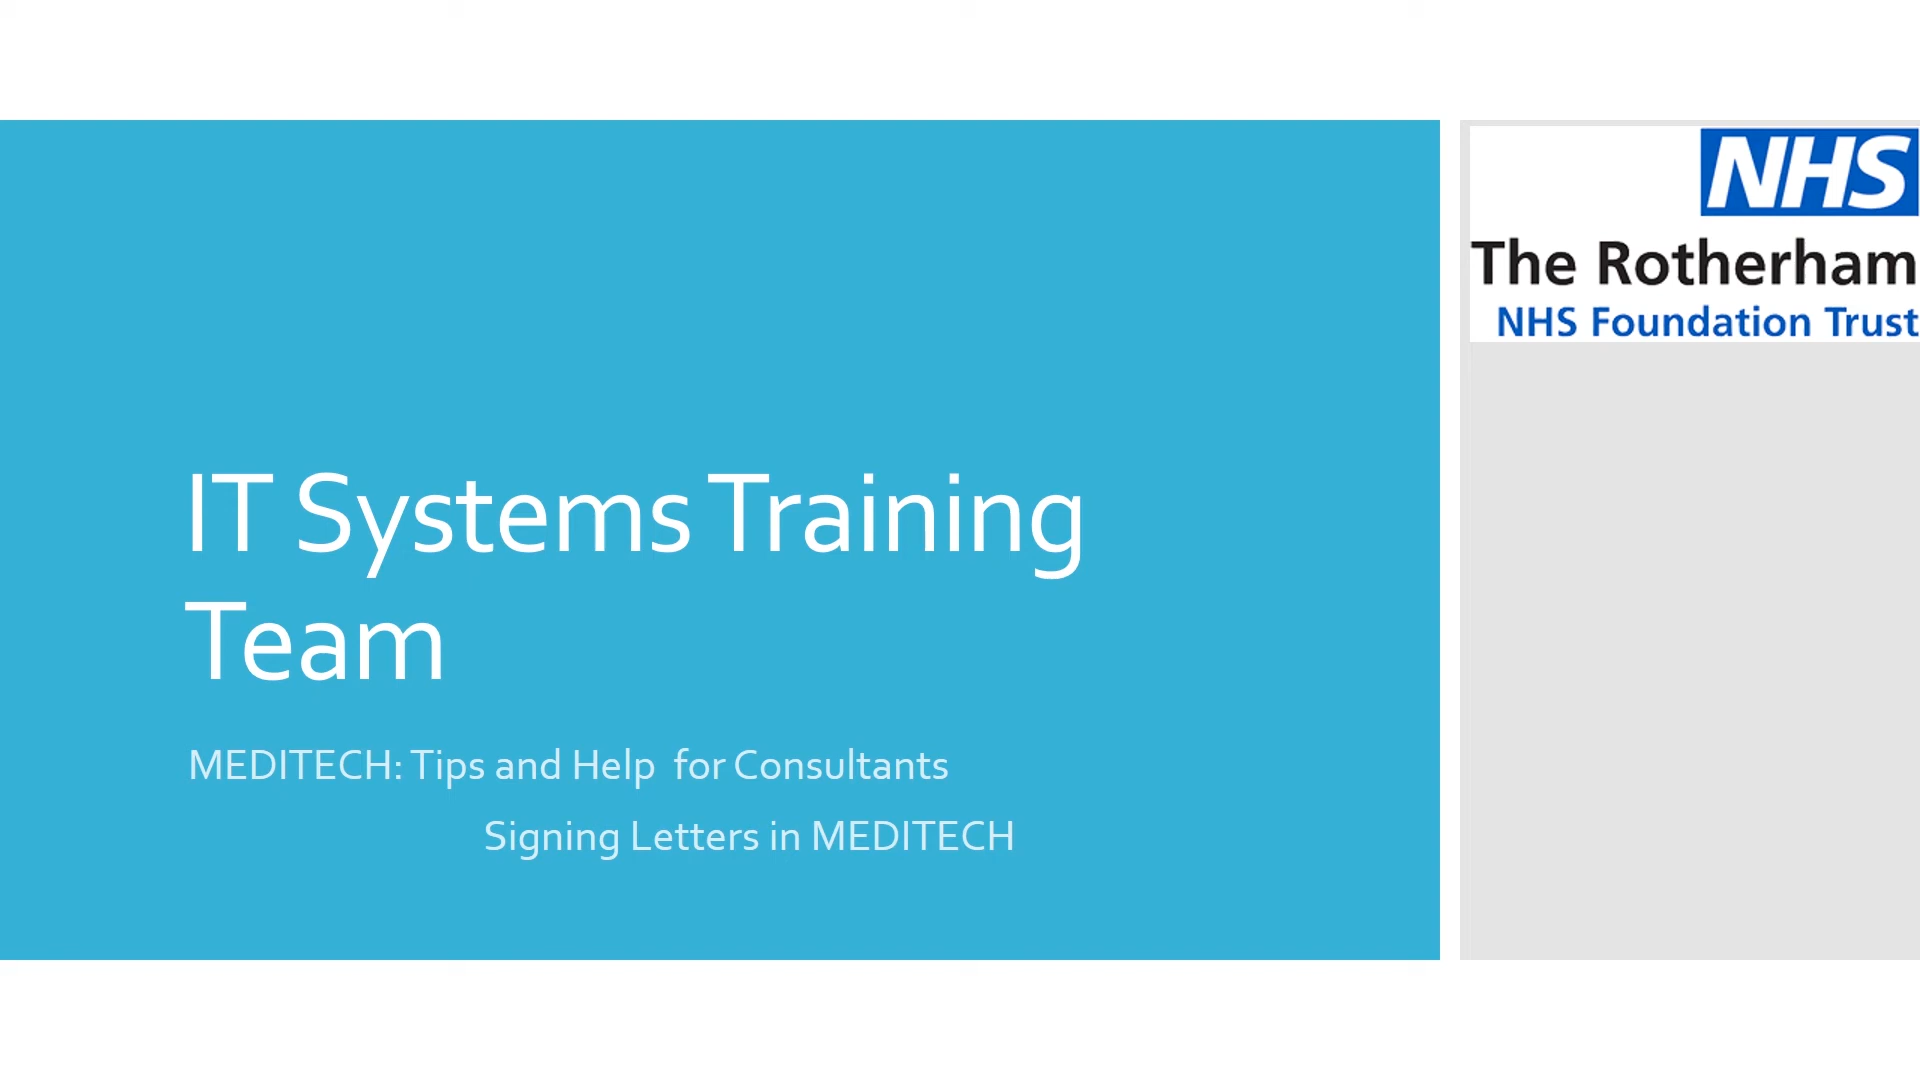 NHS
The Rotherham
NHS Foundation Trust
IT Systems Training
Team
MEDITECH: Tips and Help for Consultants
Signing Letters in MEDITECH